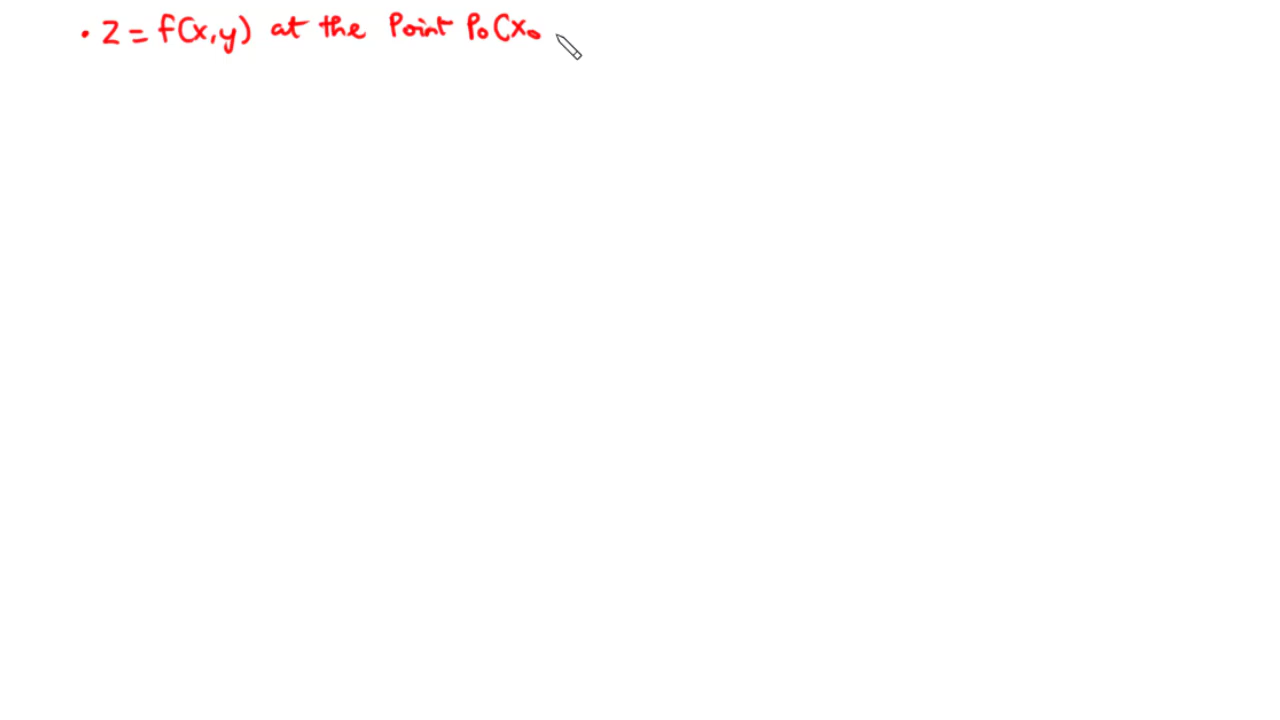 • z = f(x,y) at the Point P₀(x₀